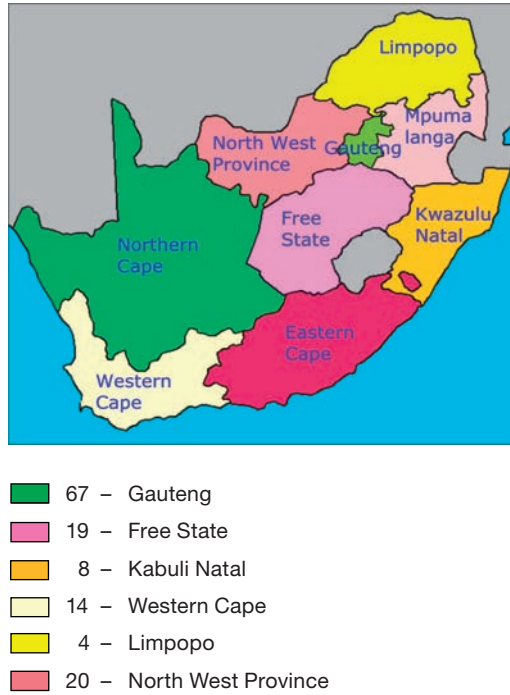 Limpopo
Mpuma
langa
North West
Province
Gauteng
Free
State
Kwazulu
Natal
Northern
Cape
Eastern
Cape
Western
Cape
67 – Gauteng
19 – Free State
8 – Kabuli Natal
14 – Western Cape
4 – Limpopo
20 – North West Province